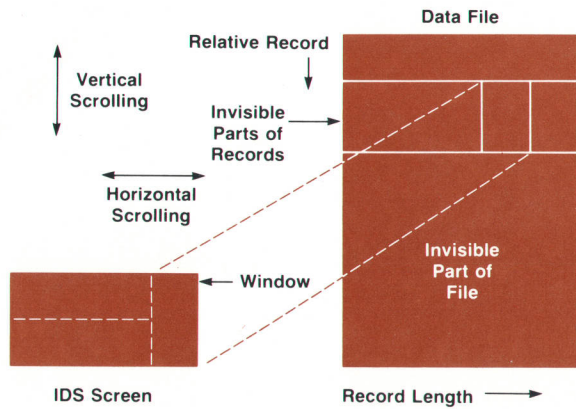 Data File
Relative Record
Vertical
Scrolling
Invisible
Parts of
Records
Horizontal
Scrolling
Invisible
Part of
File
Window
IDS Screen
Record Length